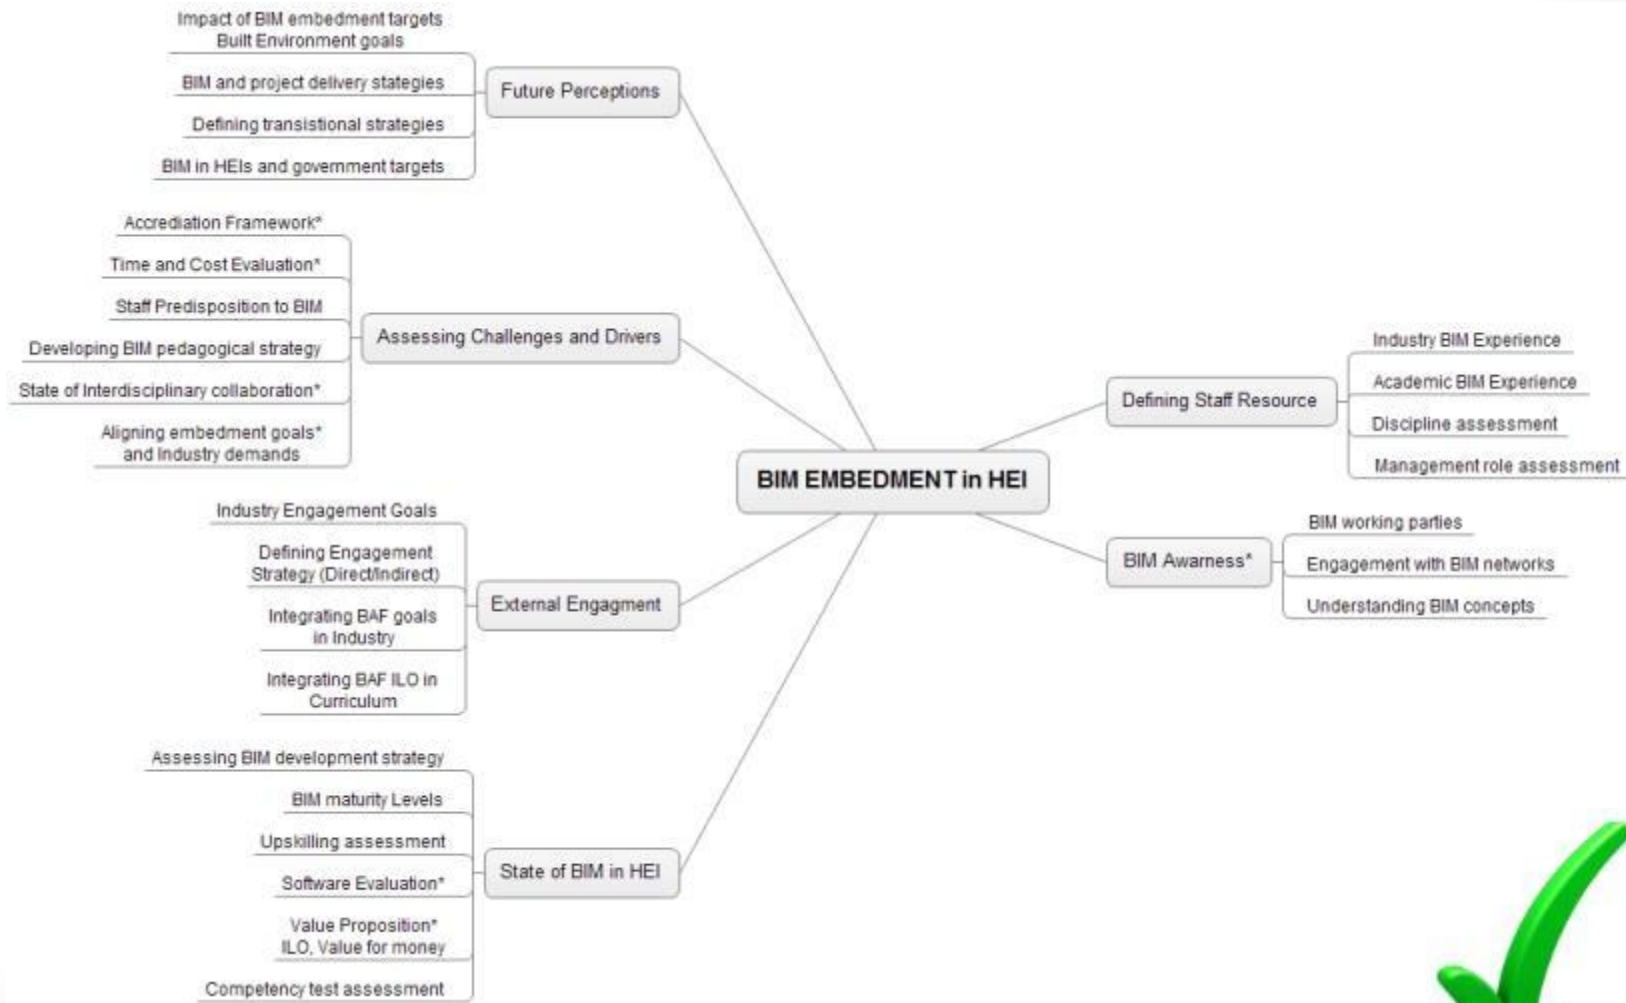 Impact of BIM embedment targets
Built Environment goals
BIM and project delivery stategies
Defining transistional strategies
BIM in HEIs and government targets
Future Perceptions
Accrediation Framework*
Time and Cost Evaluation*
Staff Predisposition to BIM
Developing BIM pedagogical strategy
State of Interdisciplinary collaboration*
Aligning embedment goals*
and Industry demands
Assessing Challenges and Drivers
Industry Engagement Goals
Defining Engagement
Strategy (Direct/Indirect)
Integrating BAF goals
in Industry
Integrating BAF ILO in
Curriculum
External Engagment
Assessing BIM development strategy
BIM maturity Levels
Upskilling assessment
Software Evaluation*
Value Proposition*
ILO, Value for money
Competency test assessment
State of BIM in HEI
BIM EMBEDMENT in HEI
Defining Staff Resource
Industry BIM Experience
Academic BIM Experience
Discipline assessment
Management role assessment
BIM Awarness*
BIM working parties
Engagement with BIM networks
Understanding BIM concepts